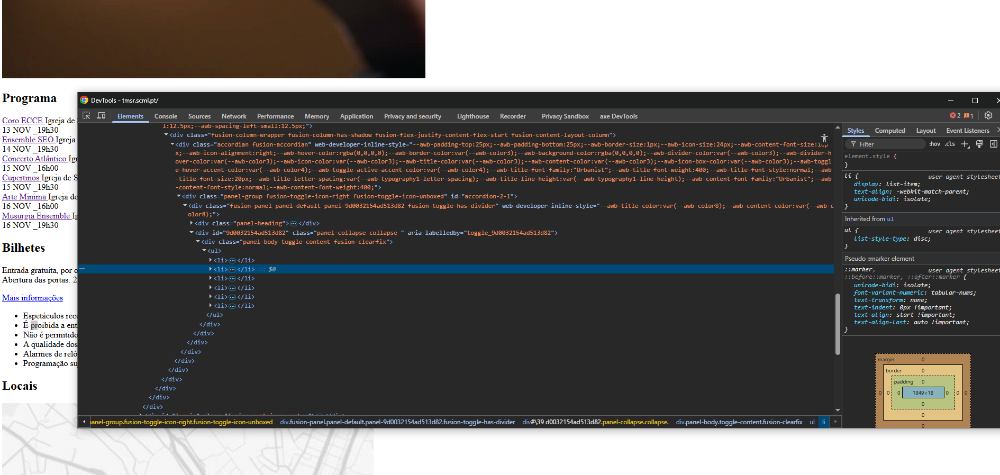 Programa
Coro ECCE Igreja de
13 NOV _19h30
Ensemble SEO Igreja
14 NOV _19h30
Concerto Atlântico Igr
15 NOV _16h00
Cupertinos Igreja de S
15 NOV _19h30
Arte Minima Igreja de
16 NOV _16h00
Musurgia Ensemble Ig
16 NOV _19h30
Bilhetes
Entrada gratuita, por o
Abertura das portas: 2
Mais informações
• Espetáculos reco
• É proibida a ent
• Não é permitido
• A qualidade dos
• Alarmes de reló
• Programação su
Locais
DevTools - tmsr.scml.pt/
Elements Console Sources Network Performance Memory Application Privacy and security Lighthouse Recorder Privacy Sandbox axe DevTools
2 1
l:12.5px;--awb-spacing-left-small:12.5px;">
<div class="fusion-column-wrapper fusion-column-has-shadow fusion-flex-justify-content-flex-start fusion-content-layout-column">
<div class="accordian fusion-accordian" web-developer-inline-style="--awb-padding-top:25px;--awb-padding-bottom:25px;--awb-border-size:1px;--awb-icon-size:24px;--awb-content-font-size:18p
x;--awb-icon-alignment:right;--awb-hover-color:rgba(0,0,0,0);--awb-border-color:var(--awb-color3);--awb-background-color:rgba(0,0,0,0);--awb-divider-color:var(--awb-color3);--awb-divider-h
over-color:var(--awb-color3);--awb-icon-color:var(--awb-color3);--awb-title-color:var(--awb-color3);--awb-content-color:var(--awb-color3);--awb-icon-box-color:var(--awb-color3);--awb-toggl
e-hover-accent-color:var(--awb-color4);--awb-toggle-active-accent-color:var(--awb-color4);--awb-title-font-family:"Urbanist";--awb-title-font-weight:400;--awb-title-font-style:normal;--awb
-title-font-size:20px;--awb-title-letter-spacing:var(--awb-typography1-letter-spacing);--awb-title-line-height:var(--awb-typography1-line-height);--awb-content-font-family:"Urbanist";--awb
-content-font-style:normal;--awb-content-font-weight:400;">
<div class="panel-group fusion-toggle-icon-right fusion-toggle-icon-unboxed" id="accordion-2-1">
<div class="fusion-panel panel-default panel-9d0032154ad513d82 fusion-toggle-has-divider" web-developer-inline-style="--awb-title-color:var(--awb-color8);--awb-content-color:var(--awb-c
olor8);">
<div class="panel-heading">…</div>
<div id="9d0032154ad513d82" class="panel-collapse collapse " aria-labelledby="toggle_9d0032154ad513d82">
<div class="panel-body toggle-content fusion-clearfix">
<ul>
<li>…</li>
<li>…</li> == $0
<li>…</li>
<li>…</li>
<li>…</li>
<li>…</li>
</ul>
</div>
</div>
</div>
</div>
</div>
</div>
</div>
</div>
</div>
</div>
<div id="locais" class="fusion-container-anchor">…</div>
panel-group.fusion-toggle-icon-right.fusion-toggle-icon-unboxed div.fusion-panel.panel-default.panel-9d0032154ad513d82.fusion-toggle-has-divider div#\39 d0032154ad513d82.panel-collapse.collapse. div.panel-body.toggle-content.fusion-clearfix ul li
Styles Computed Layout Event Listeners
Filter :hov .cls
element.style {
}
li { user agent stylesheet
display: list-item;
text-align: -webkit-match-parent;
unicode-bidi: isolate;
}
Inherited from ul
ul { user agent stylesheet
list-style-type: disc;
}
Pseudo ::marker element
::marker, user agent stylesheet
::before::marker, ::after::marker {
unicode-bidi: isolate;
font-variant-numeric: tabular-nums;
text-transform: none;
text-indent: 0px !important;
text-align: start !important;
text-align-last: auto !important;
}
margin 0
border 0
padding 0
0 0 0 1849×18 0 0 0
0
0
0